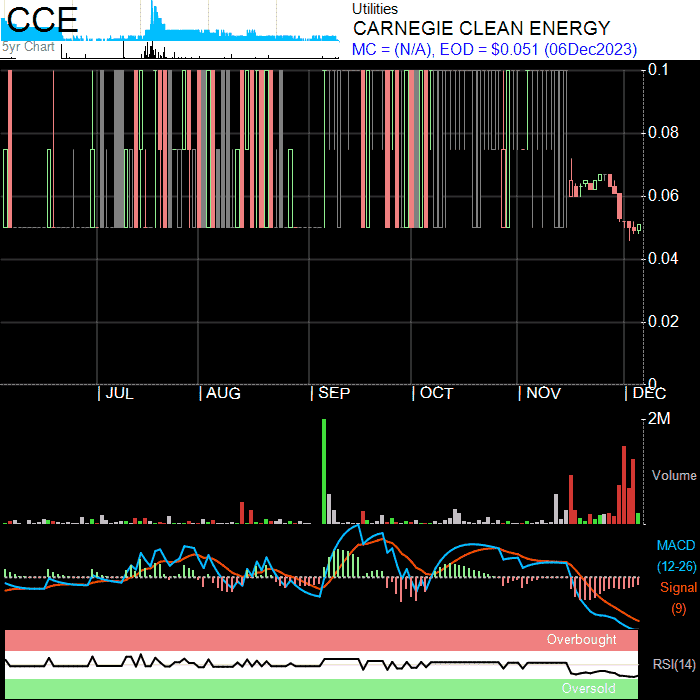 CCE
5yr Chart
Utilities
CARNEGIE CLEAN ENERGY
MC = (N/A), EOD = $0.051 (06Dec2023)
0.1
0.08
0.06
0.04
0.02
0
| JUL | AUG | SEP | OCT | NOV | DEC
2M
Volume
MACD
(12-26)
Signal
(9)
Overbought
RSI(14)
Oversold